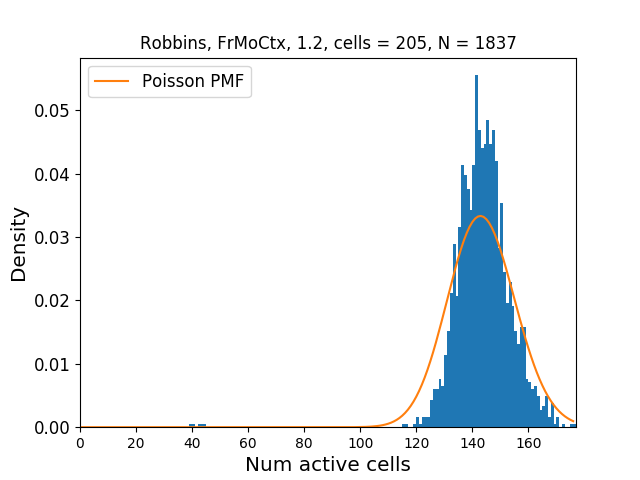 Robbins, FrMoCtx, 1.2, cells = 205, N = 1837
Poisson PMF
Density
0.05
0.04
0.03
0.02
0.01
0.00
0 20 40 60 80 100 120 140 160
Num active cells